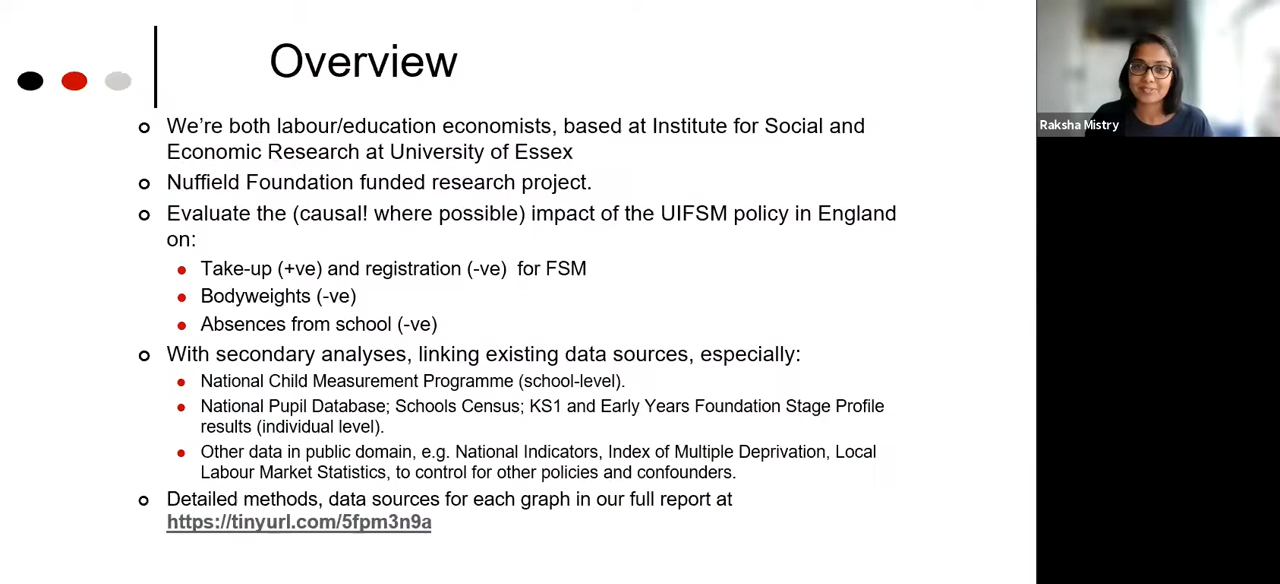 Overview
We're both labour/education economists, based at Institute for Social and
Economic Research at University of Essex
Nuffield Foundation funded research project.
Evaluate the (causal! where possible) impact of the UIFSM policy in England
on:
Take-up (+ve) and registration (-ve)  for FSM
Bodyweights (-ve)
Absences from school (-ve)
With secondary analyses, linking existing data sources, especially:
National Child Measurement Programme (school-level).
National Pupil Database; Schools Census; KS1 and Early Years Foundation Stage Profile
results (individual level).
Other data in public domain, e.g. National Indicators, Index of Multiple Deprivation, Local
Labour Market Statistics, to control for other policies and confounders.
Detailed methods, data sources for each graph in our full report at
https://tinyurl.com/5fpm3n9a
Raksha Mistry